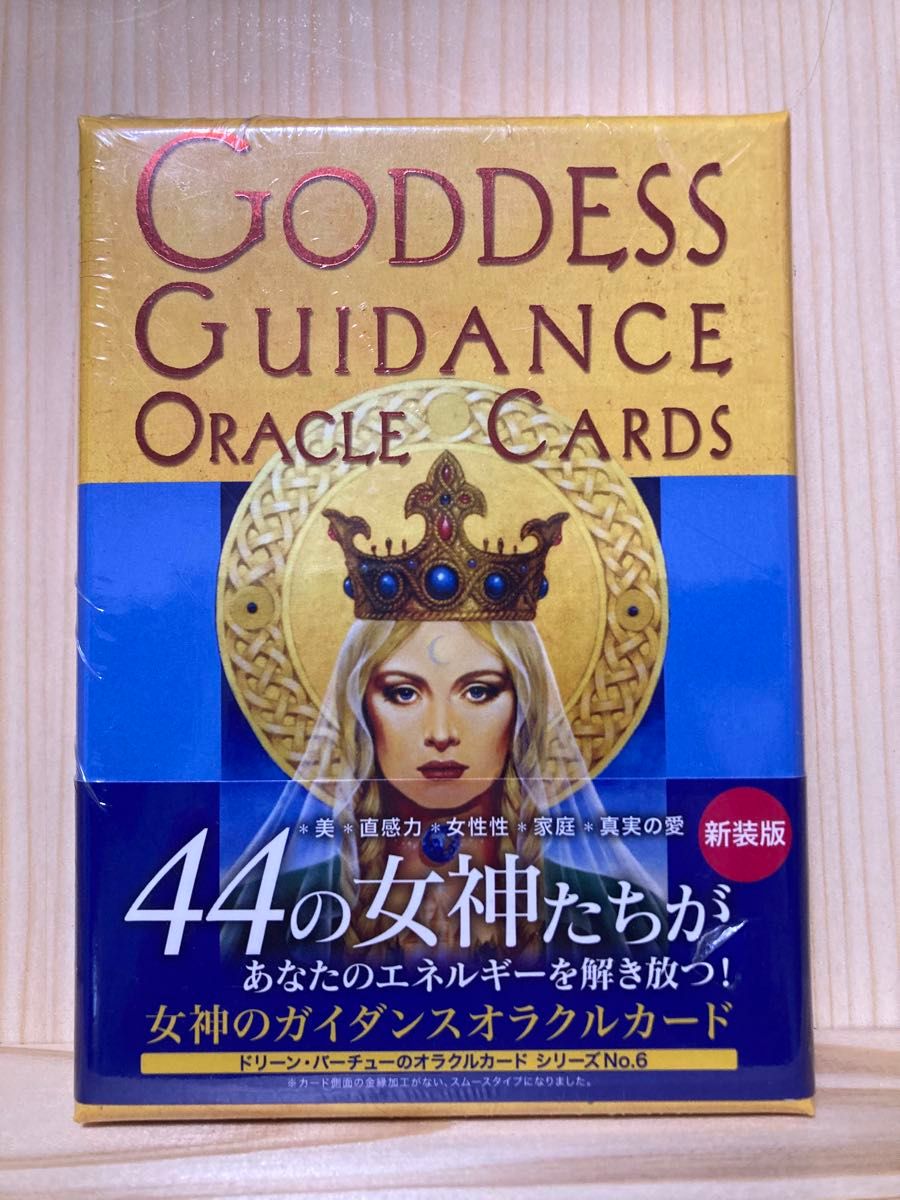 GODDESS
GUIDANCE
ORACLE CARDS
*美*直感力*女性性*家庭*真実の愛
新装版
44の女神たちが
あなたのエネルギーを解き放つ!
女神のガイダンスオラクルカード
ドリーン・バーチューのオラクルカード シリーズNo.6
※カード側面の金縁加工がない、スムースタイプになりました。